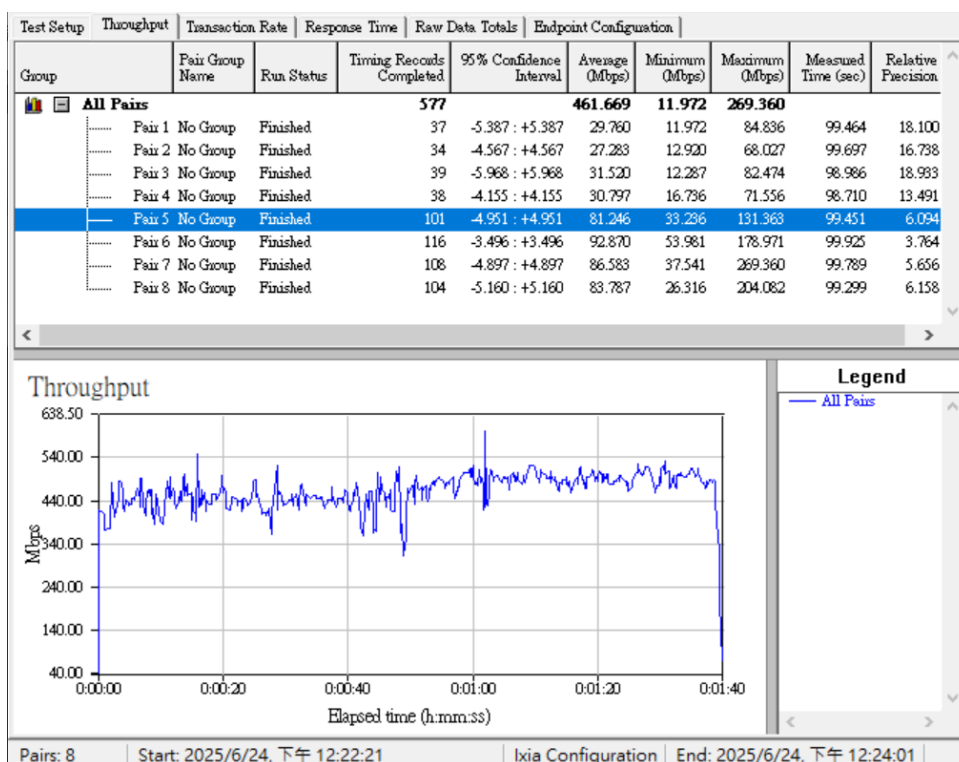 Test Setup Throughput Transaction Rate Response Time Raw Data Totals Endpoint Configuration
Group Pair Group Name Run Status Timing Records Completed 95% Confidence Interval Average (Mbps) Minimum (Mbps) Maximum (Mbps) Measured Time (sec) Relative Precision
All Pairs 577 461.669 11.972 269.360
Pair 1 No Group Finished 37 -5.387 : +5.387 29.760 11.972 84.836 99.464 18.100
Pair 2 No Group Finished 34 -4.567 : +4.567 27.283 12.920 68.027 99.697 16.738
Pair 3 No Group Finished 39 -5.968 : +5.968 31.520 12.287 82.474 98.986 18.933
Pair 4 No Group Finished 38 -4.155 : +4.155 30.797 16.736 71.556 98.710 13.491
Pair 5 No Group Finished 101 -4.951 : +4.951 81.246 33.236 131.363 99.451 6.094
Pair 6 No Group Finished 116 -3.496 : +3.496 92.870 53.981 178.971 99.925 3.764
Pair 7 No Group Finished 108 -4.897 : +4.897 86.583 37.541 269.360 99.789 5.656
Pair 8 No Group Finished 104 -5.160 : +5.160 83.787 26.316 204.082 99.299 6.158
Throughput
638.50
540.00
440.00
340.00
240.00
140.00
40.00
Mbps
0:00:00 0:00:20 0:00:40 0:01:00 0:01:20 0:01:40
Elapsed time (h:mm:ss)
Legend
All Pairs
Pairs: 8 Start: 2025/6/24, 下午 12:22:21 Ixia Configuration End: 2025/6/24, 下午 12:24:01